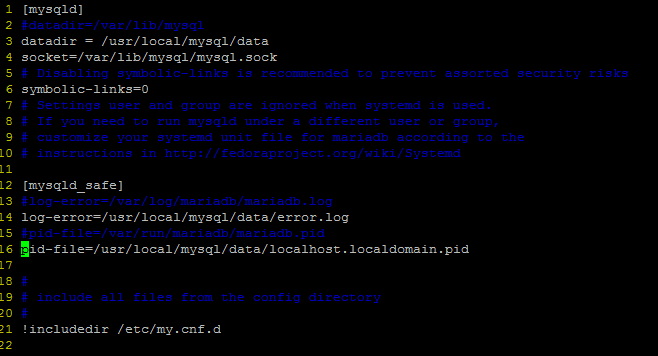 1 [mysqld]
2 #datadir=/var/lib/mysql
3 datadir = /usr/local/mysql/data
4 socket=/var/lib/mysql/mysql.sock
5 # Disabling symbolic-links is recommended to prevent assorted security risks
6 symbolic-links=0
7 # Settings user and group are ignored when systemd is used.
8 # If you need to run mysqld under a different user or group,
9 # customize your systemd unit file for mariadb according to the
10 # instructions in http://fedoraproject.org/wiki/Systemd
11
12 [mysqld_safe]
13 #log-error=/var/log/mariadb/mariadb.log
14 log-error=/usr/local/mysql/data/error.log
15 #pid-file=/var/run/mariadb/mariadb.pid
16 pid-file=/usr/local/mysql/data/localhost.localdomain.pid
17
18 #
19 # include all files from the config directory
20 #
21 !includedir /etc/my.cnf.d
22